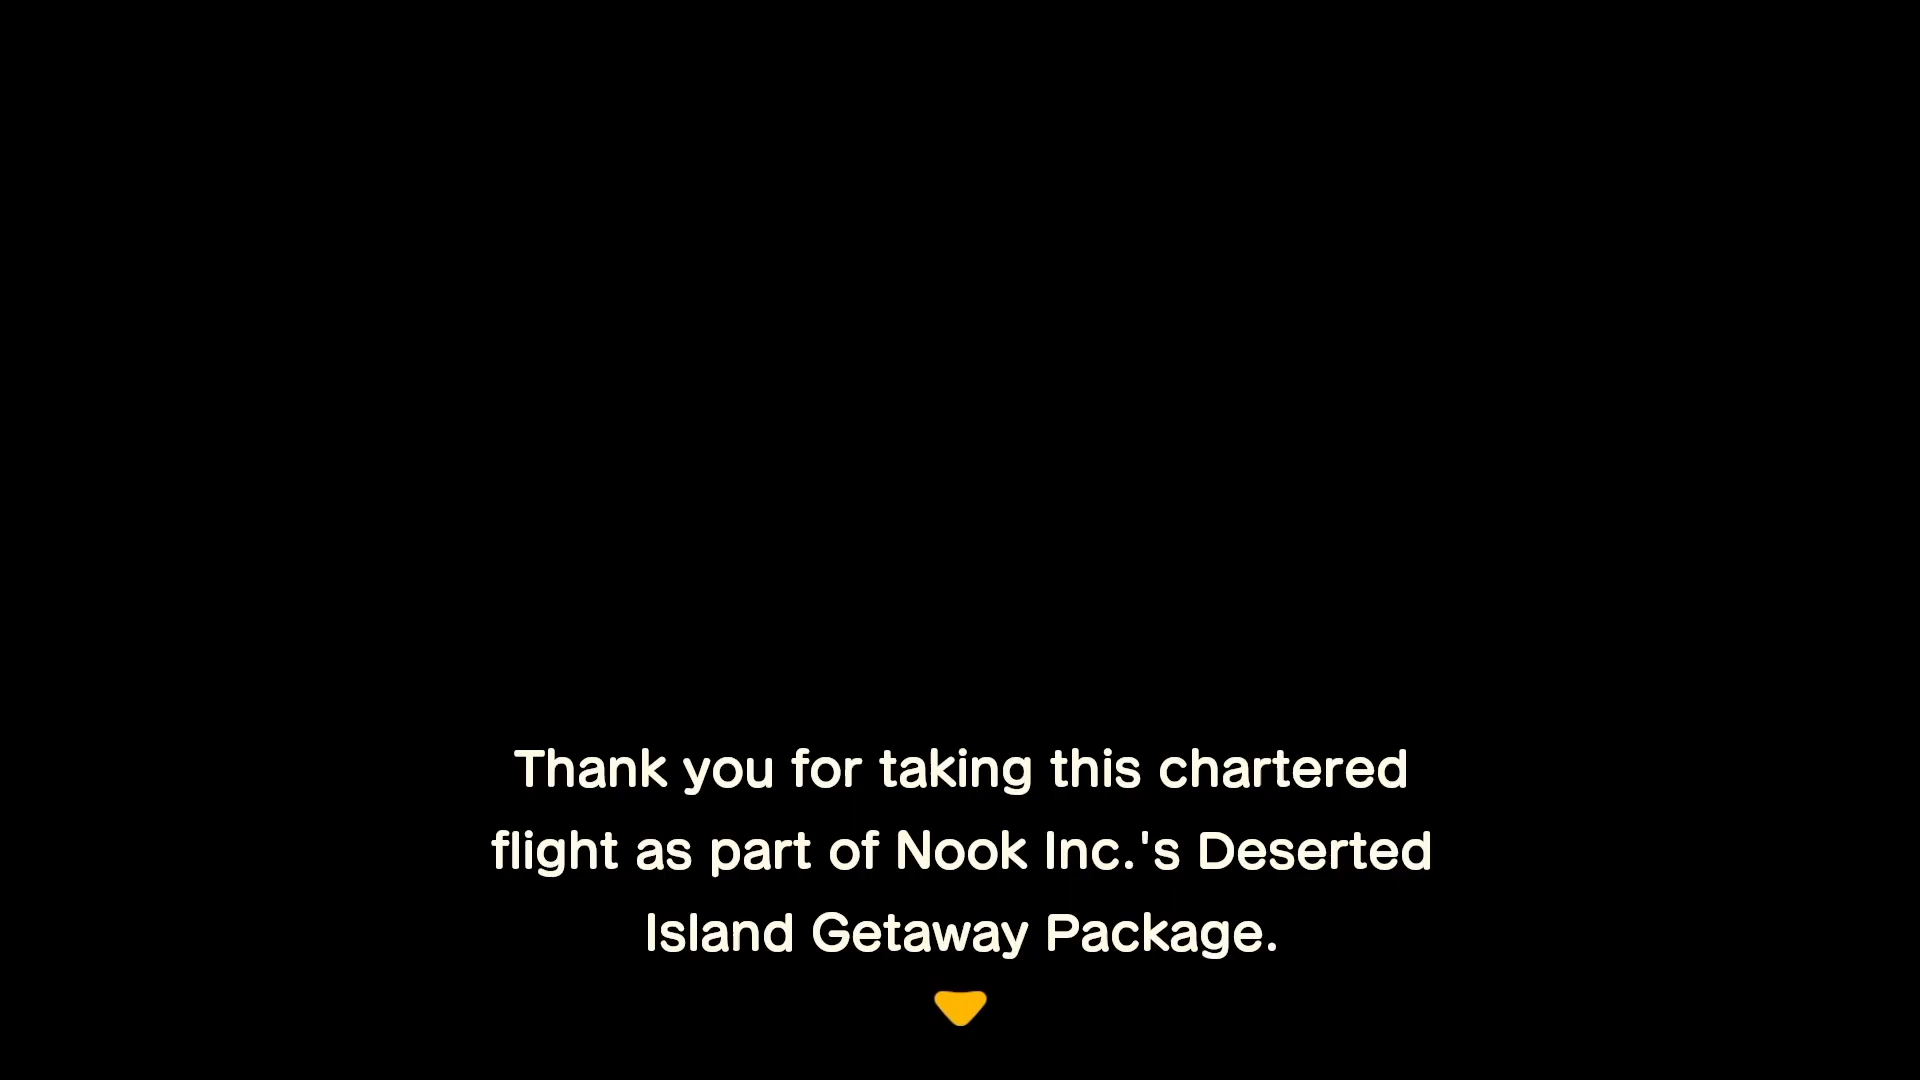 Thank you for taking this chartered
flight as part of Nook Inc.'s Deserted
Island Getaway Package.